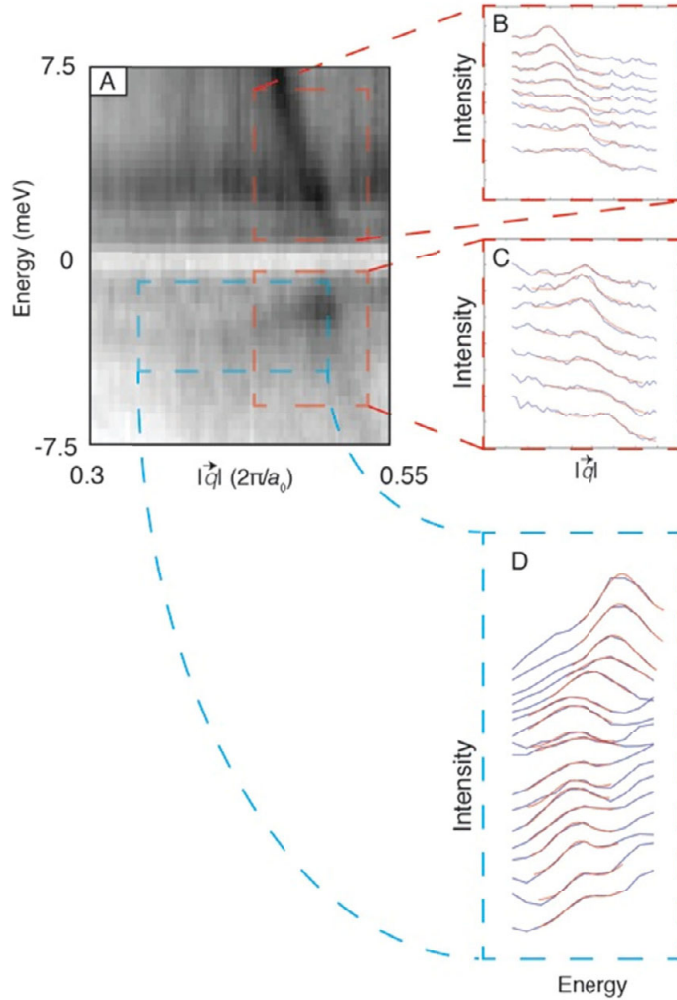 A
B
C
D
7.5
0
-7.5
Energy (meV)
0.3
|q⃗| (2π/a₀)
0.55
Intensity
Intensity
|q⃗|
Intensity
Energy